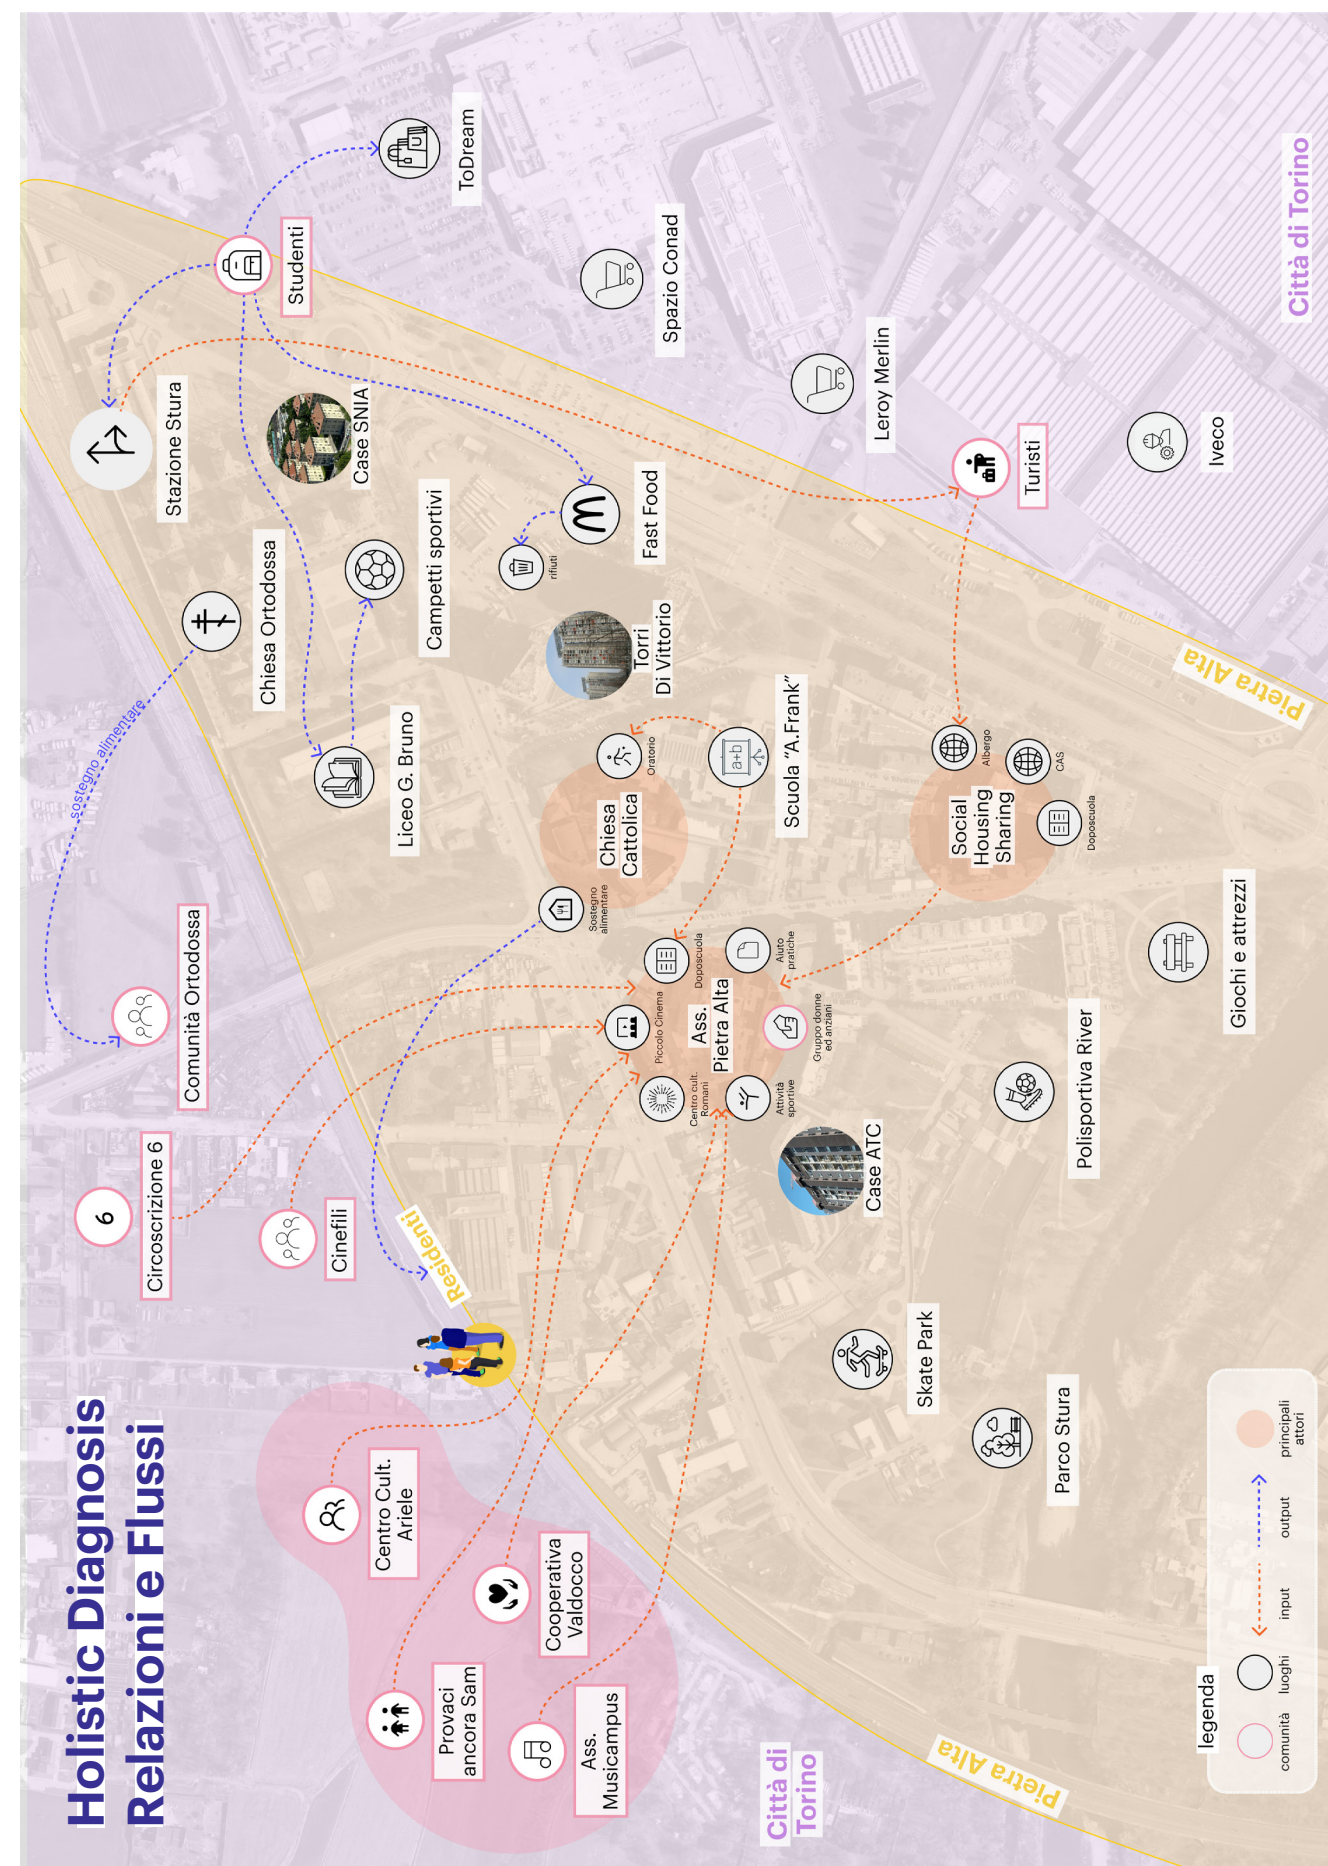 Holistic Diagnosis
Relazioni e Flussi
Circoscrizione 6
6
Comunità Ortodossa
sostegno alimentare
Chiesa Ortodossa
Stazione Stura
Studenti
ToDream
Cinefili
Residenti
Liceo G. Bruno
Campetti sportivi
Case SNIA
Centro Cult.
Ariele
Provaci
ancora Sam
Cooperativa
Valdocco
Ass.
Musicampus
Sostegno
alimentare
Chiesa
Cattolica
Oratorio
Torri
Di Vittorio
rifiuti
Fast Food
Spazio Conad
Piccolo Cinema
Centro cult.
Romani
Ass.
Pietra Alta
Doposcuola
Aiuto
pratiche
Gruppo donne
ed anziani
Attività
sportive
a+b
Scuola “A.Frank”
Case ATC
Leroy Merlin
Turisti
Iveco
Social
Housing
Sharing
Albergo
CAS
Doposcuola
Skate Park
Parco Stura
Polisportiva River
Giochi e attrezzi
Pietra Alta
Pietra Alta
Città di
Torino
Città di Torino
legenda
comunità
luoghi
input
output
principali
attori